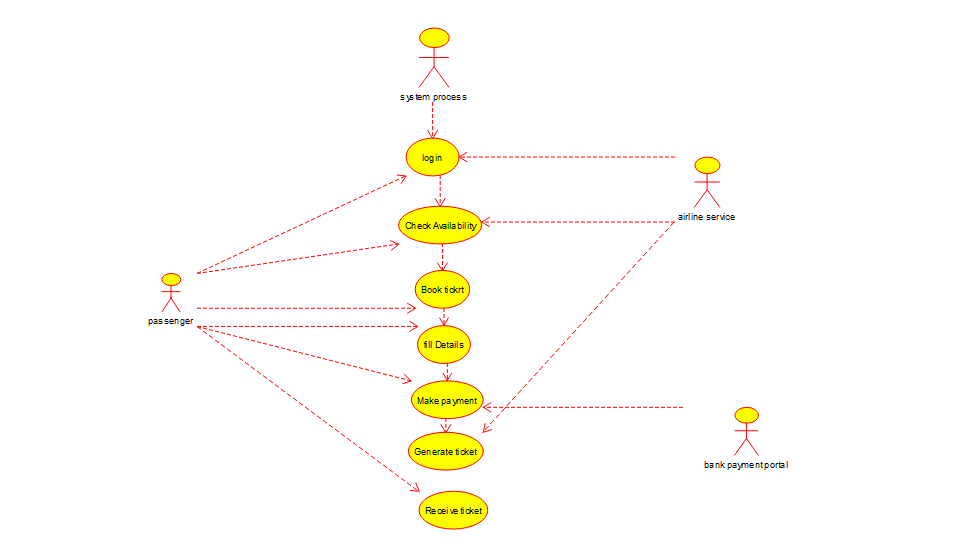 system process
login
airline service
Check Availability
Book tickrt
passenger
fill Details
Make payment
Generate ticket
bank payment portal
Receive ticket